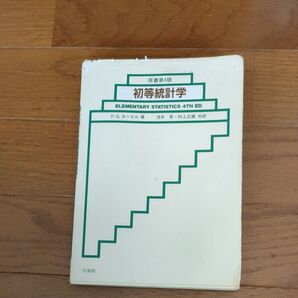 原書第4版
初等統計学
ELEMENTARY STATISTICS 4TH ED
P.G.ホーエル 著 浅井 晃・村上正康 共訳
培風館